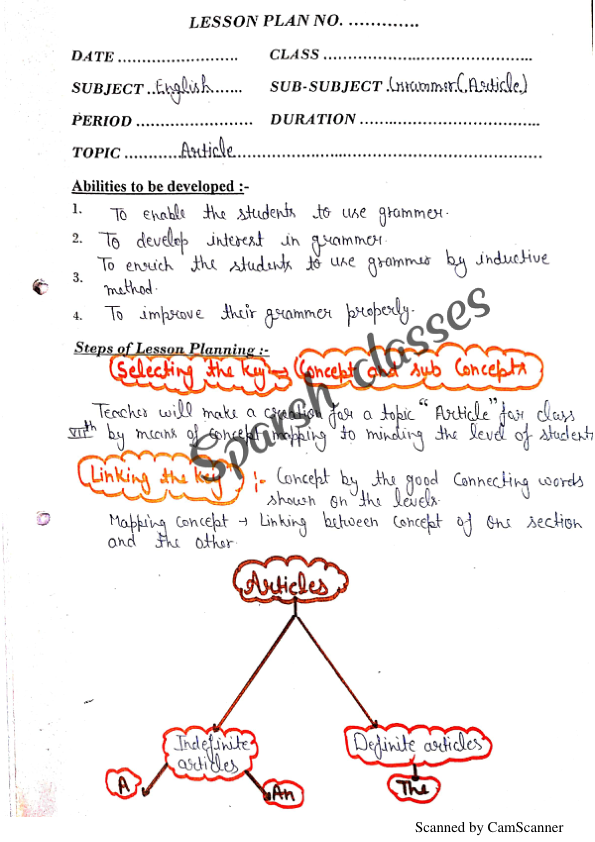 LESSON PLAN NO. .............
DATE ..................... CLASS .......................................
SUBJECT ..English...... SUB-SUBJECT Grammer(Article)
PERIOD ...................... DURATION .................................
TOPIC ............Article.........................................................
Abilities to be developed :-
1. To enable the students to use grammer.
2. To develop interest in grammer.
3. To enrich the students to use grammer by inductive
method.
4. To improve their grammer properly.
Steps of Lesson Planning :-
Selecting the Key → Concept and sub Concepts
Teacher will make a creation for a topic "Article" for class
VIIth by means of concept mapping to minding the level of students
Linking the Key :- Concept by the good Connecting words
shown on the levels.
Mapping concept → Linking between concept of one section
and the other.
Articles
Indefinite
articles
Definite articles
A
An
The
Sparsh classes
Scanned by CamScanner